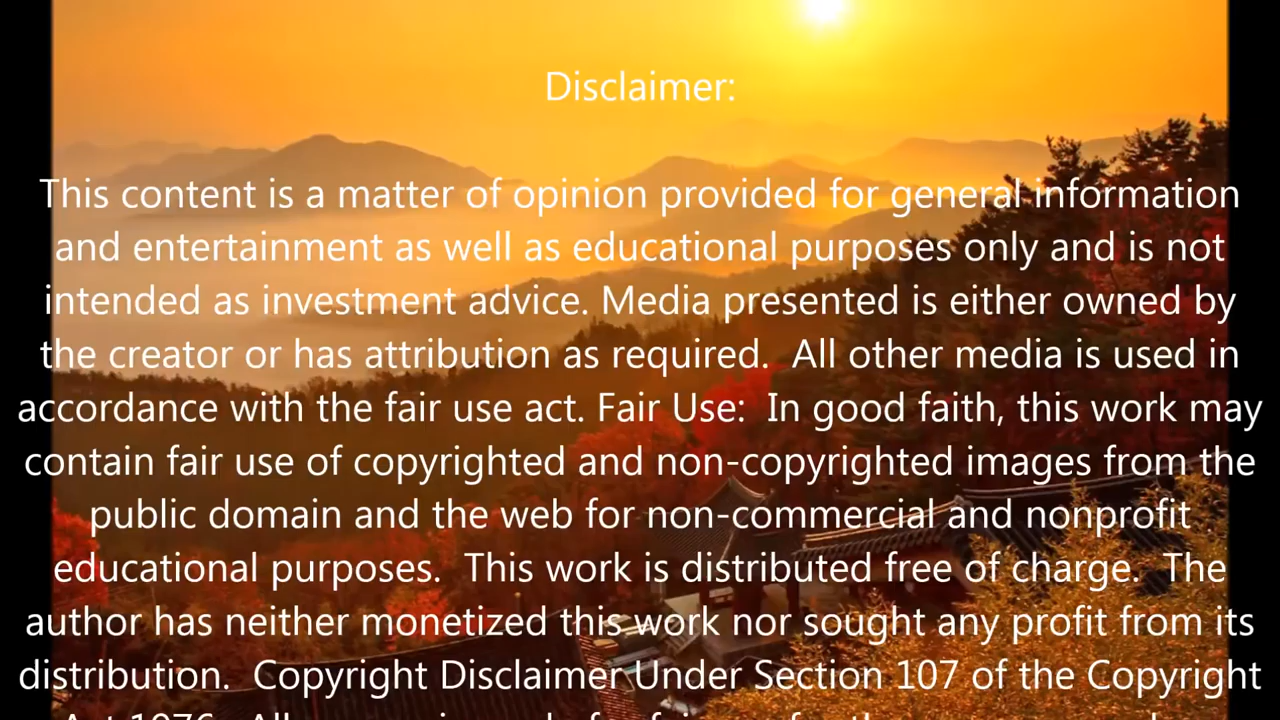 Disclaimer:
This content is a matter of opinion provided for general information
and entertainment as well as educational purposes only and is not
intended as investment advice. Media presented is either owned by
the creator or has attribution as required.  All other media is used in
accordance with the fair use act. Fair Use:  In good faith, this work may
contain fair use of copyrighted and non-copyrighted images from the
public domain and the web for non-commercial and nonprofit
educational purposes.  This work is distributed free of charge.  The
author has neither monetized this work nor sought any profit from its
distribution.  Copyright Disclaimer Under Section 107 of the Copyright